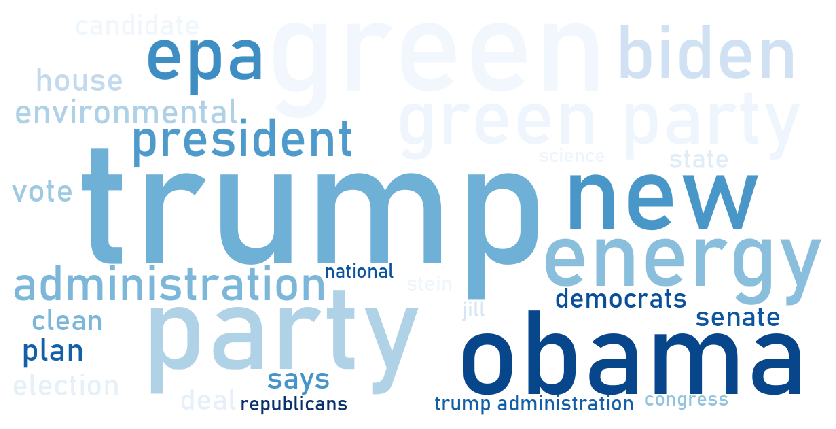 candidate
green
epa
biden
house
environmental
green party
president
science
state
vote
trump
new
energy
administration
national
stein
democrats
jill
party
clean
senate
obama
plan
says
election
deal
republicans
trump administration
congress